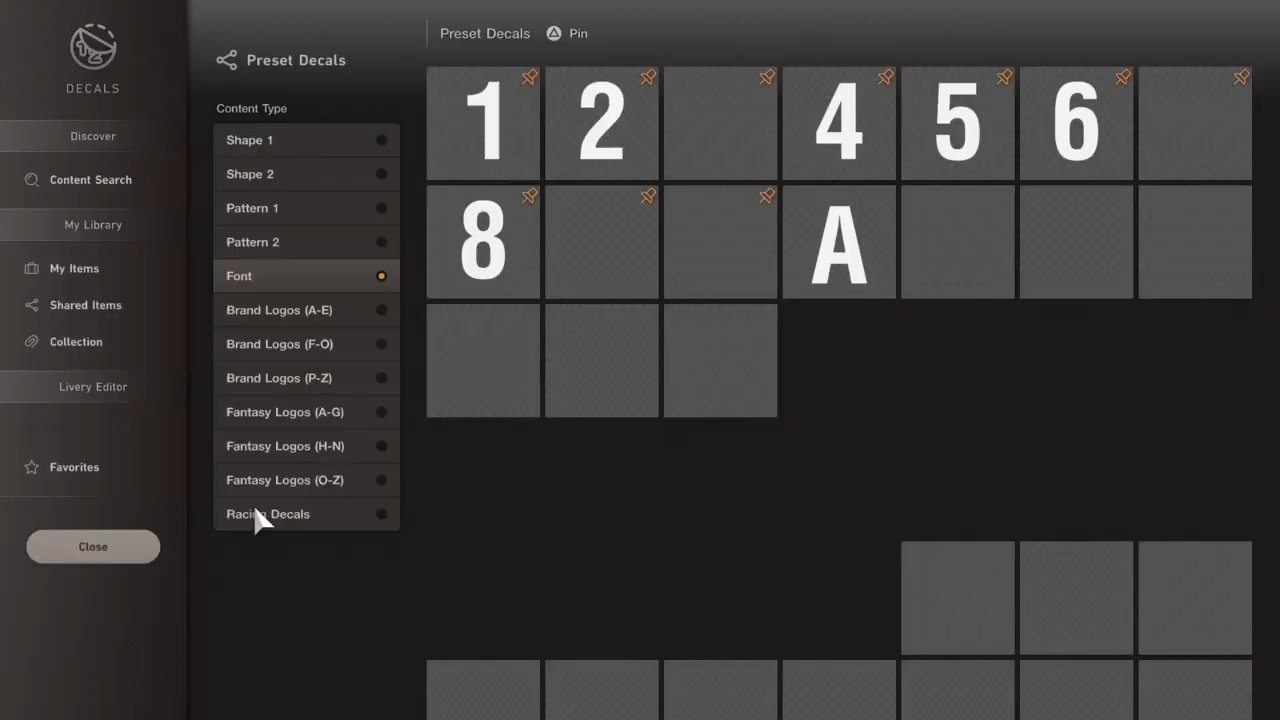 DECALS
Discover
Content Search
My Library
My Items
Shared Items
Collection
Livery Editor
Favorites
Close
Preset Decals
Content Type
Shape 1
Shape 2
Pattern 1
Pattern 2
Font
Brand Logos (A-E)
Brand Logos (F-O)
Brand Logos (P-Z)
Fantasy Logos (A-G)
Fantasy Logos (H-N)
Fantasy Logos (O-Z)
Racing Decals
Preset Decals Pin
1 2 4 5 6
8 A